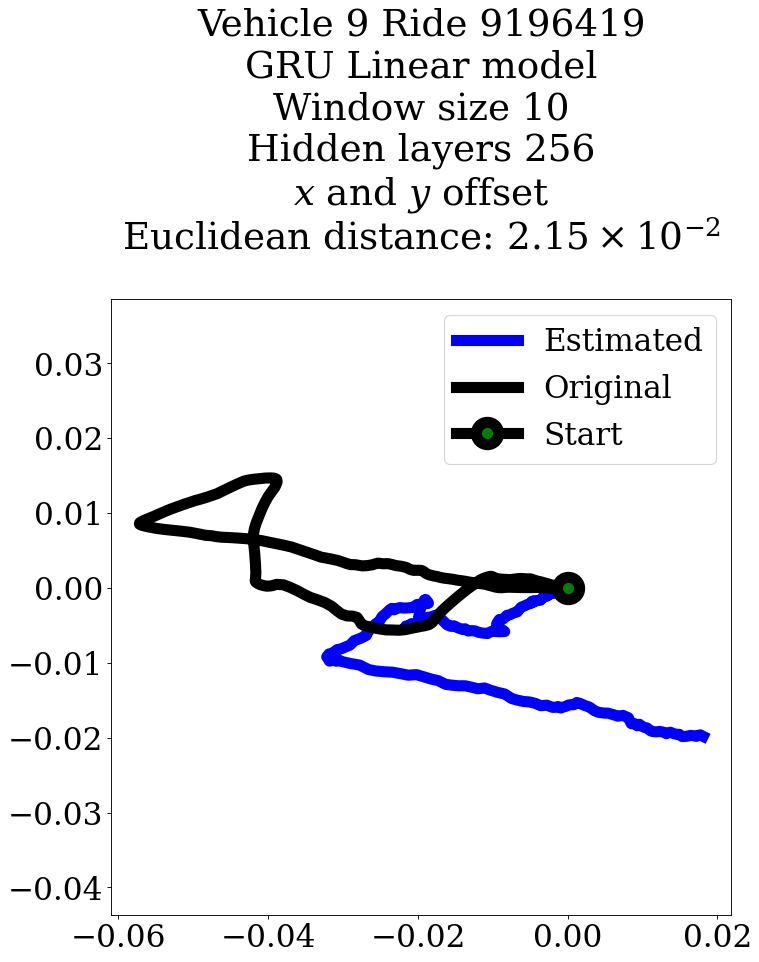 Vehicle 9 Ride 9196419
GRU Linear model
Window size 10
Hidden layers 256
x and y offset
Euclidean distance: 2.15 × 10⁻²
Estimated
Original
Start
0.03
0.02
0.01
0.00
−0.01
−0.02
−0.03
−0.04
−0.06 −0.04 −0.02 0.00 0.02